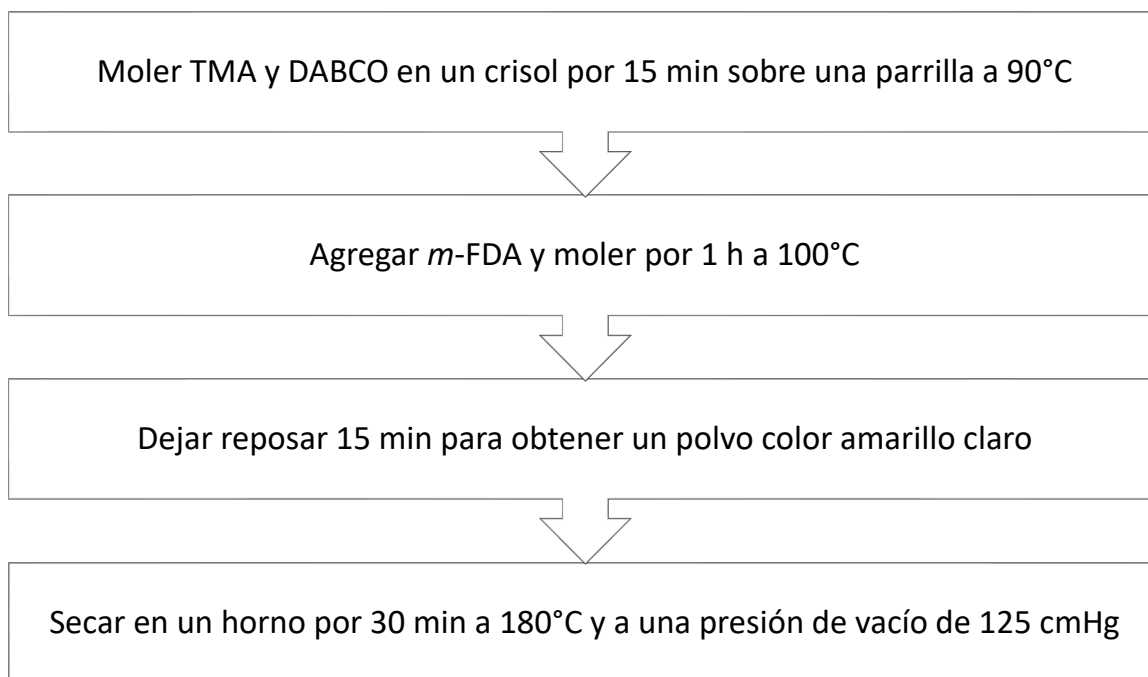 Moler TMA y DABCO en un crisol por 15 min sobre una parrilla a 90°C
Agregar m-FDA y moler por 1 h a 100°C
Dejar reposar 15 min para obtener un polvo color amarillo claro
Secar en un horno por 30 min a 180°C y a una presión de vacío de 125 cmHg